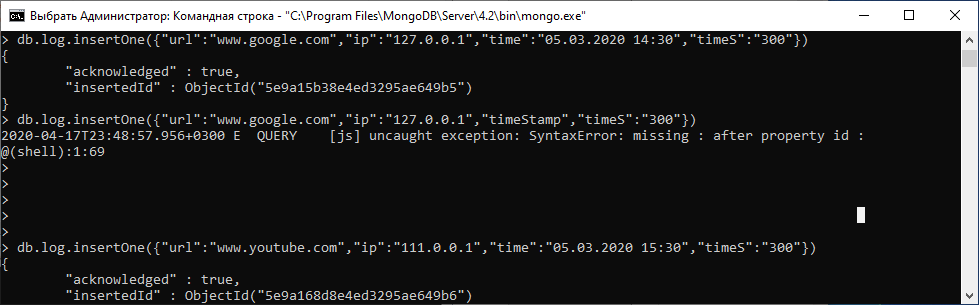 Выбрать Администратор: Командная строка - "C:\Program Files\MongoDB\Server\4.2\bin\mongo.exe"
> db.log.insertOne({"url":"www.google.com","ip":"127.0.0.1","time":"05.03.2020 14:30","timeS":"300"})
{
        "acknowledged" : true,
        "insertedId" : ObjectId("5e9a15b38e4ed3295ae649b5")
}
> db.log.insertOne({"url":"www.google.com","ip":"127.0.0.1","timeStamp","timeS":"300"})
2020-04-17T23:48:57.956+0300 E  QUERY    [js] uncaught exception: SyntaxError: missing : after property id :
@(shell):1:69
>
>
>
>
>
> db.log.insertOne({"url":"www.youtube.com","ip":"111.0.0.1","time":"05.03.2020 15:30","timeS":"300"})
{
        "acknowledged" : true,
        "insertedId" : ObjectId("5e9a168d8e4ed3295ae649b6")